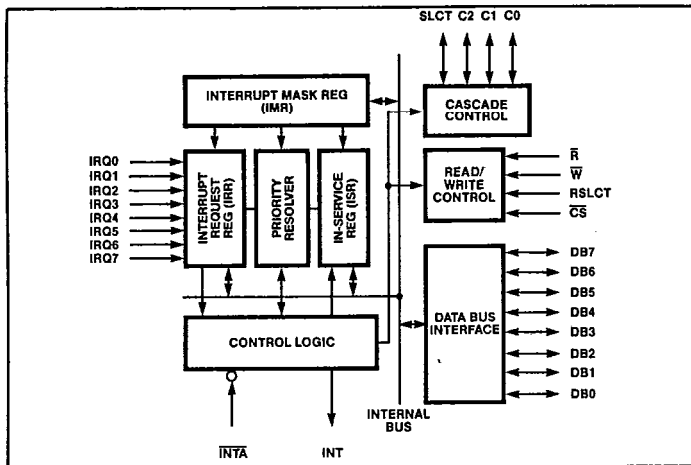 SLCT C2 C1 C0
INTERRUPT MASK REG
(IMR)
CASCADE
CONTROL
IRQ0
IRQ1
IRQ2
IRQ3
IRQ4
IRQ5
IRQ6
IRQ7
INTERRUPT
REQUEST
REG (IRR)
PRIORITY
RESOLVER
IN-SERVICE
REG (ISR)
READ/
WRITE
CONTROL
R̅
W̅
RSLCT
C̅S̅
DATA BUS
INTERFACE
DB7
DB6
DB5
DB4
DB3
DB2
DB1
DB0
CONTROL LOGIC
INTERNAL
BUS
I̅N̅T̅A̅
INT